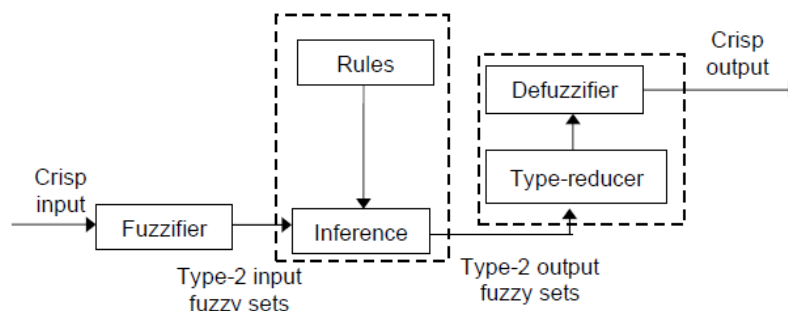 Crisp
output
Rules
Defuzzifier
Type-reducer
Crisp
input
Fuzzifier
Inference
Type-2 input
fuzzy sets
Type-2 output
fuzzy sets